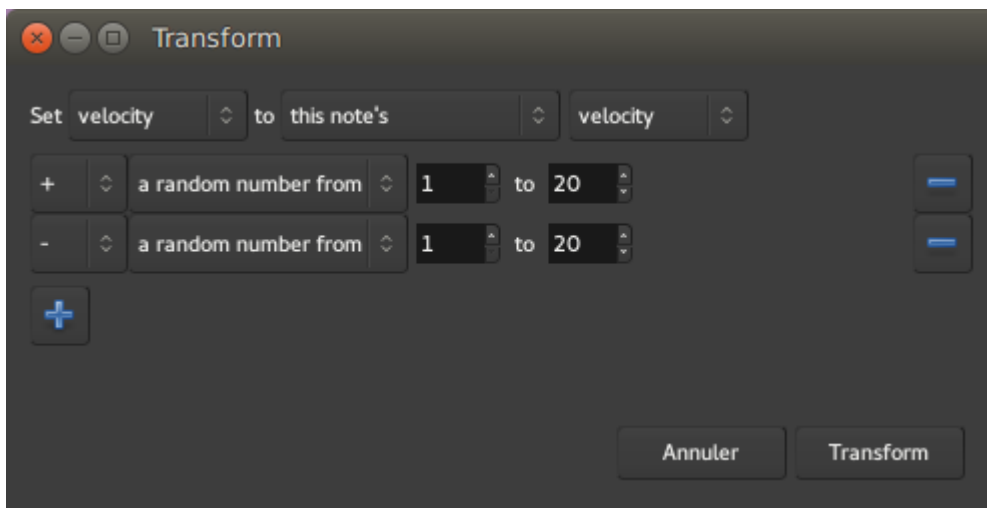 Transform
Set velocity to this note's velocity
+ a random number from 1 to 20
- a random number from 1 to 20
Annuler Transform